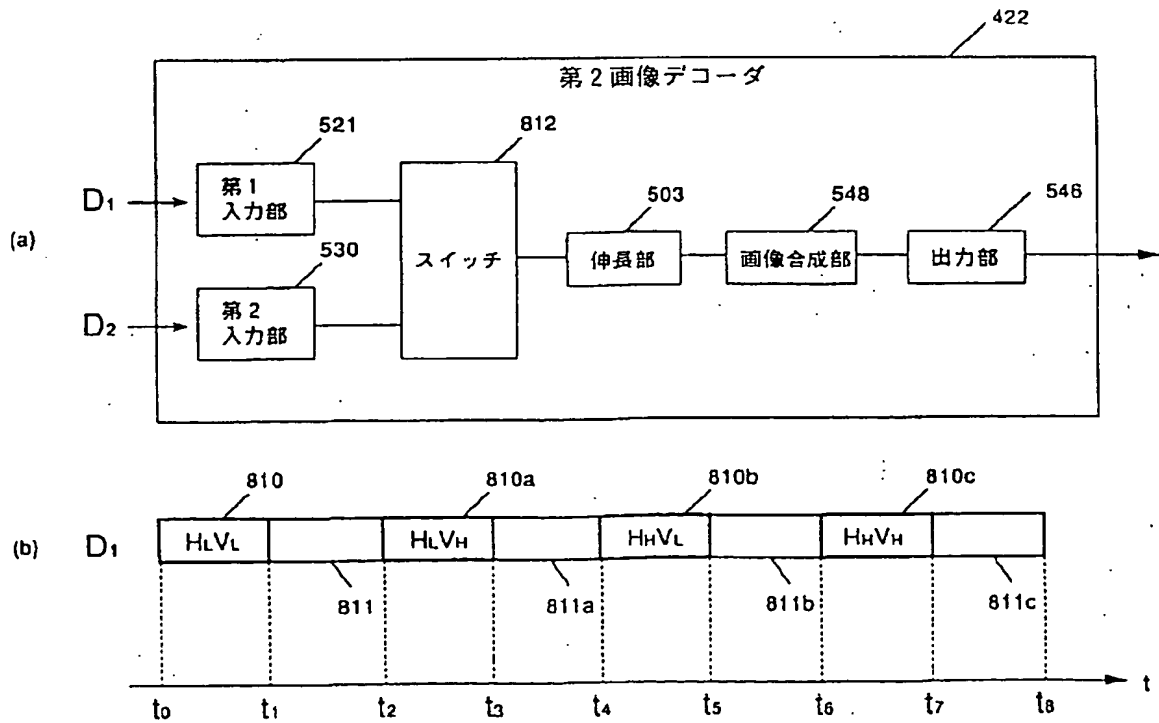 422
第2画像デコーダ
521
812
第1
入力部
D₁
503
548
546
(a)
スイッチ
伸長部
画像合成部
出力部
530
第2
入力部
D₂
810
810a
810b
810c
(b)
D₁
HLVL
HLVH
HHVL
HHVH
811
811a
811b
811c
t
t₀
t₁
t₂
t₃
t₄
t₅
t₆
t₇
t₈